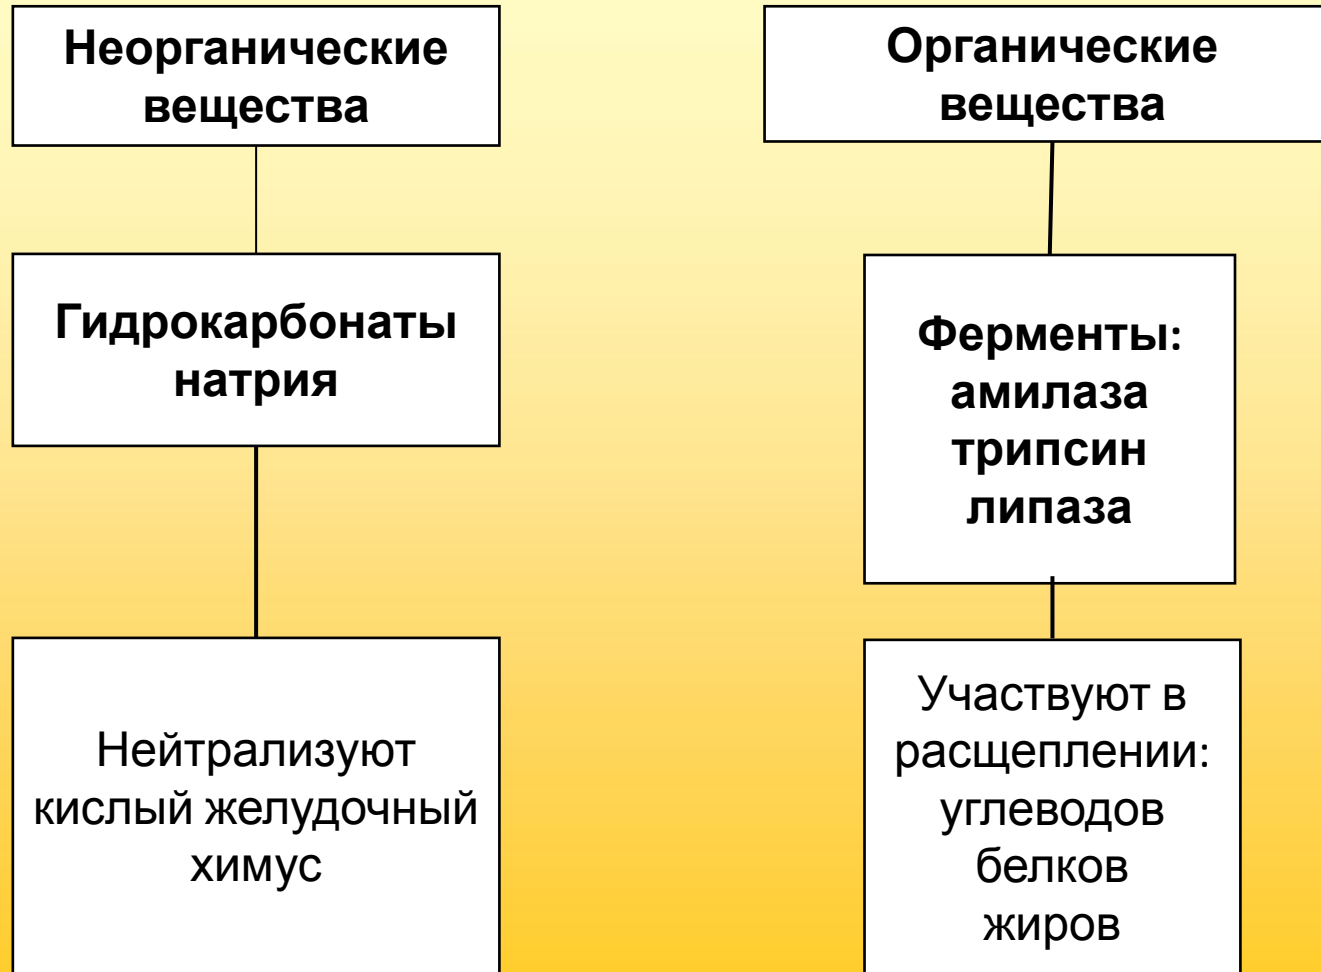 Неорганические
вещества
Органические
вещества
Гидрокарбонаты
натрия
Ферменты:
амилаза
трипсин
липаза
Нейтрализуют
кислый желудочный
химус
Участвуют в
расщеплении:
углеводов
белков
жиров